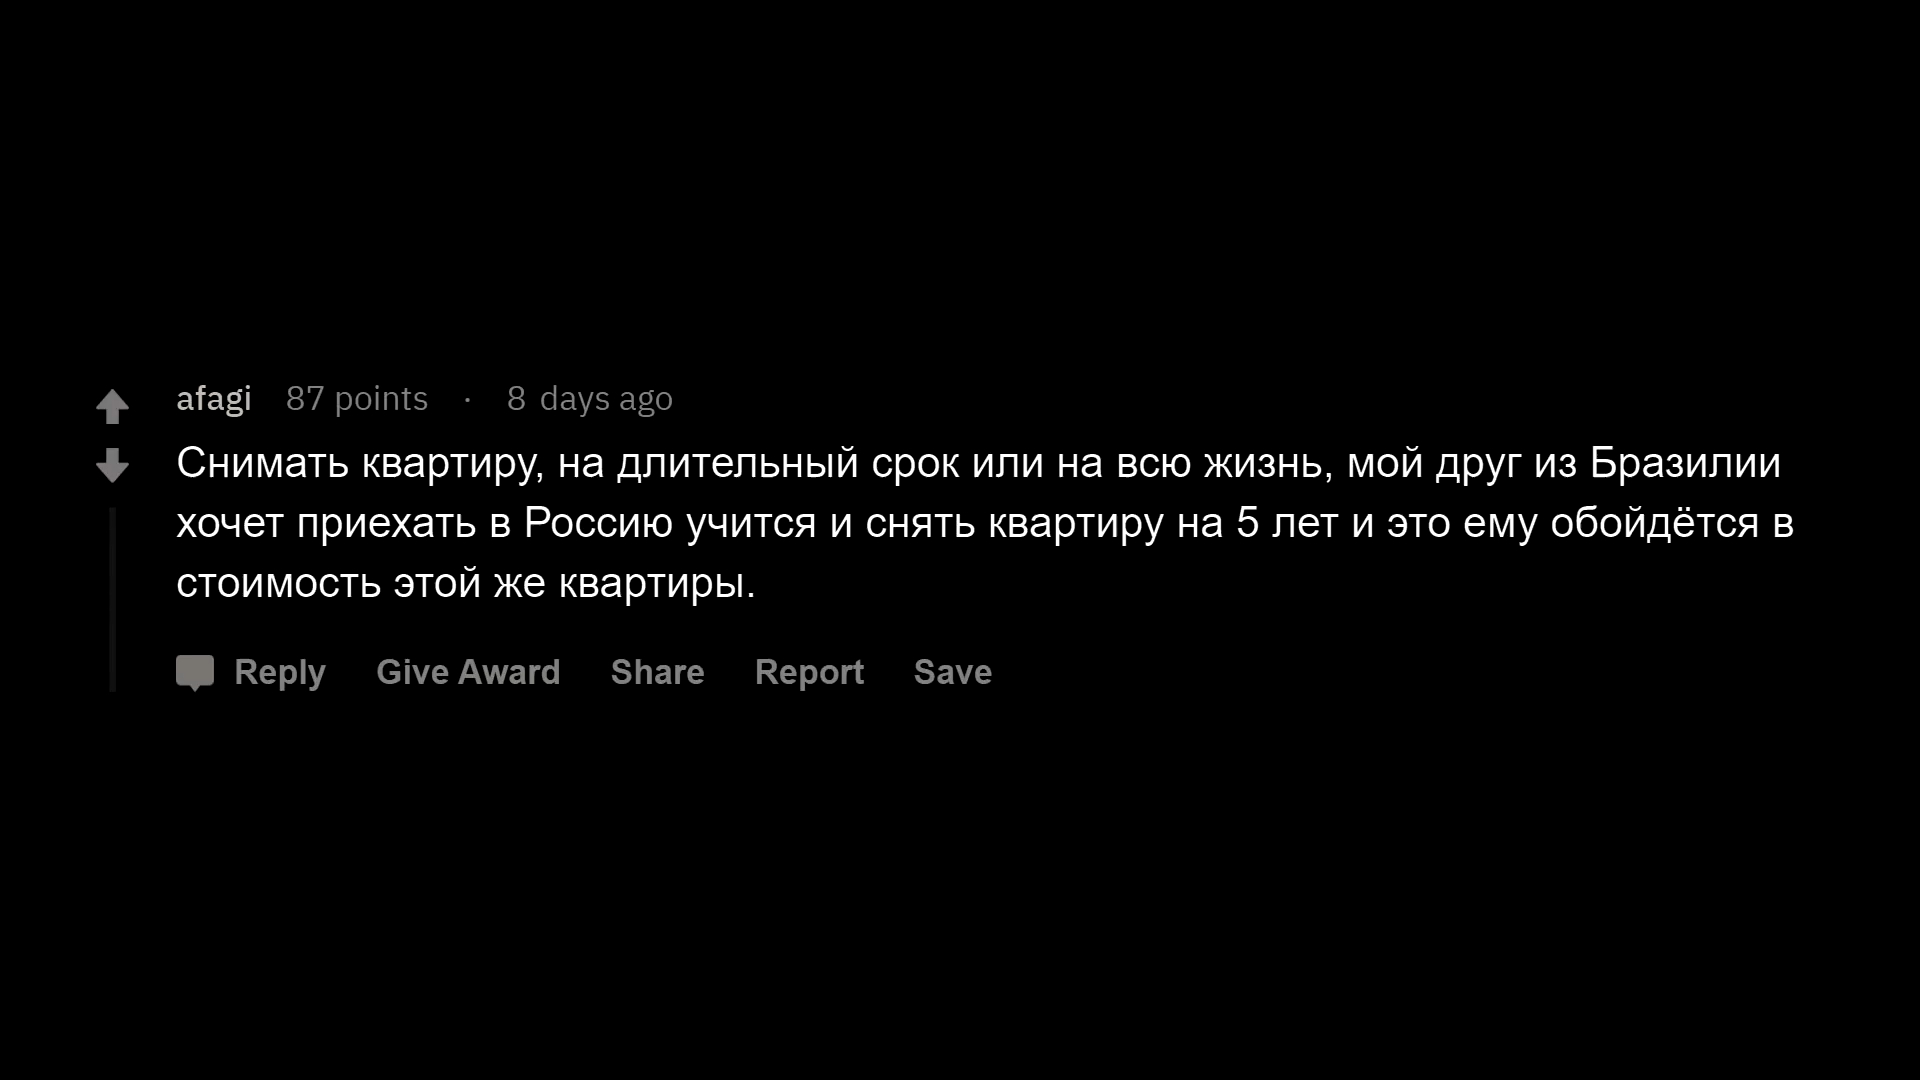 afagi 87 points · 8 days ago
Снимать квартиру, на длительный срок или на всю жизнь, мой друг из Бразилии
хочет приехать в Россию учится и снять квартиру на 5 лет и это ему обойдётся в
стоимость этой же квартиры.
Reply Give Award Share Report Save